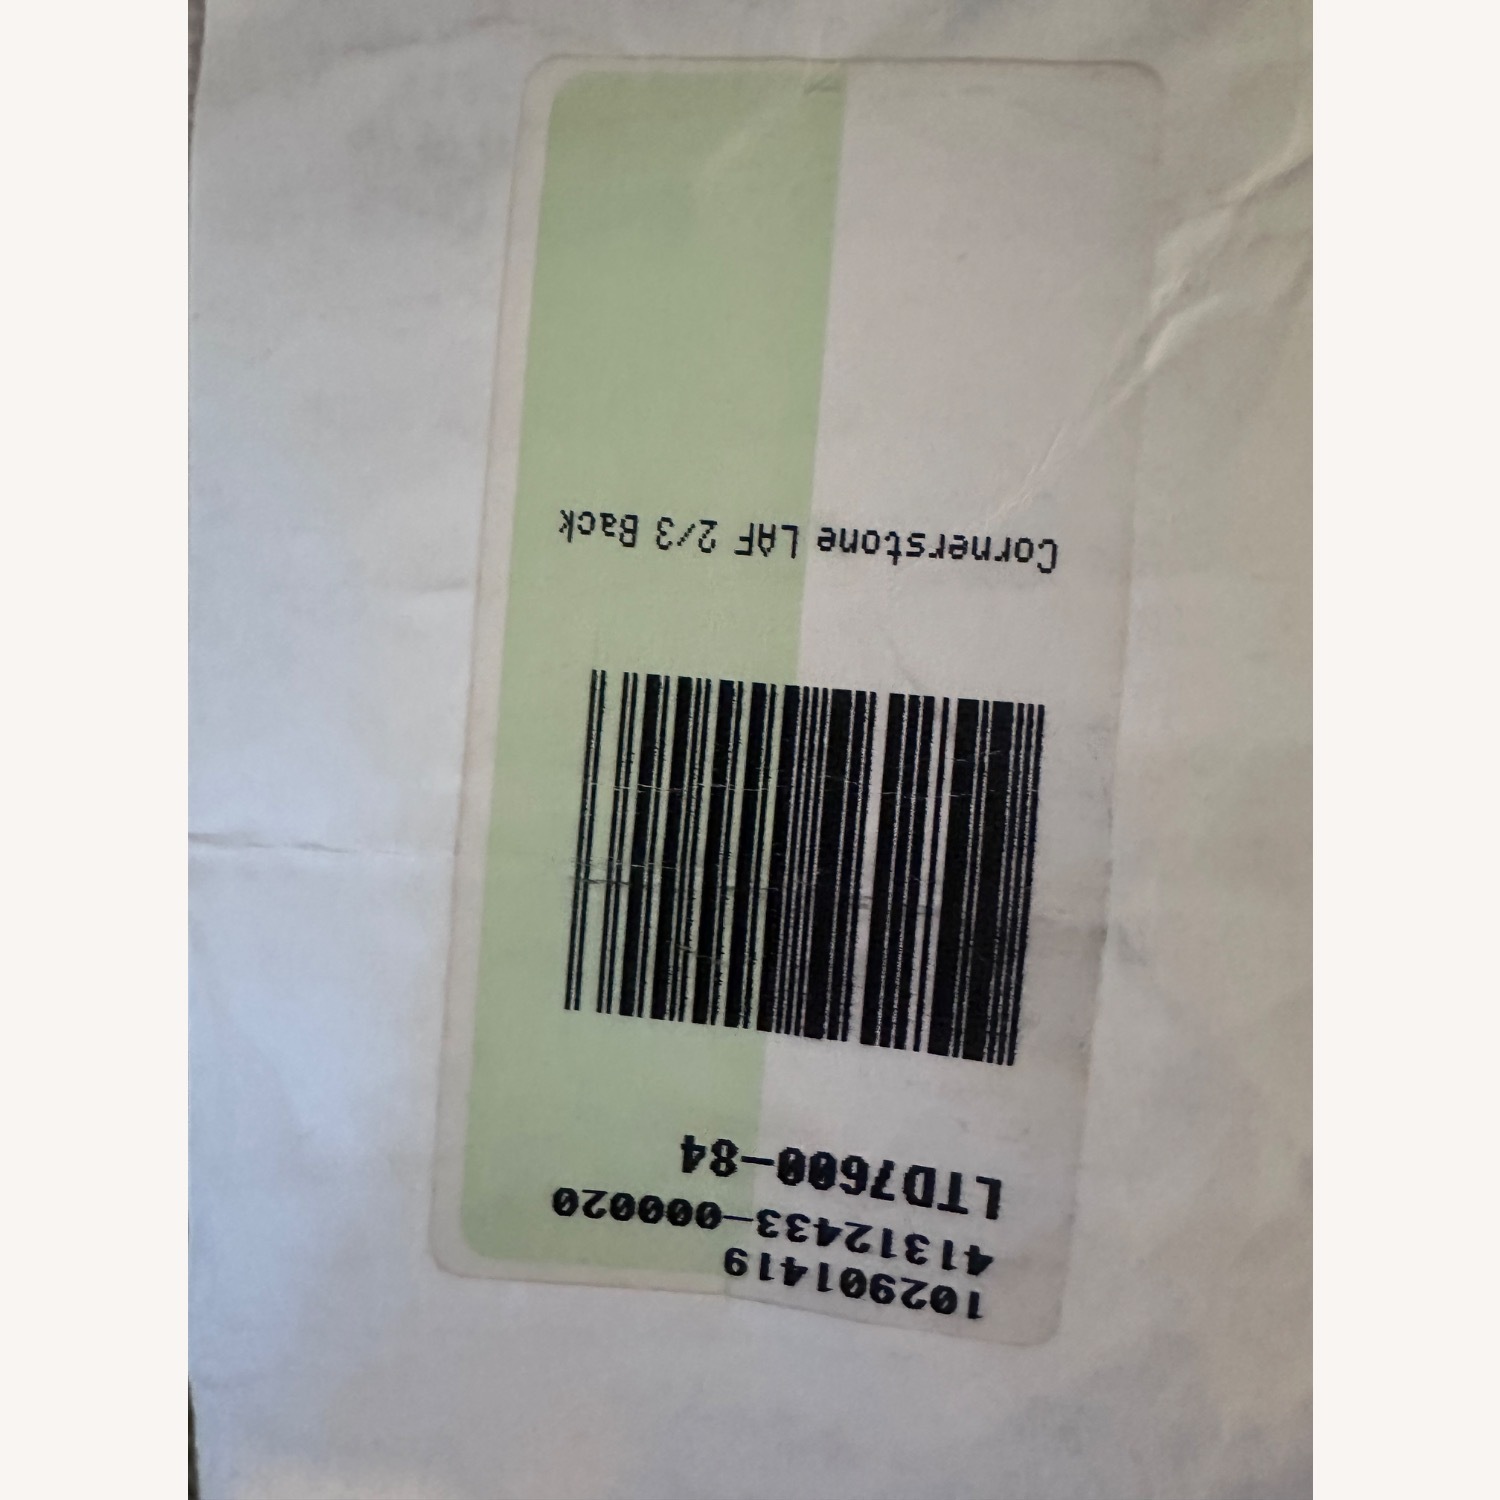 102901419
41312433-000020
LTD7600-84
Cornerstone LAF 2/3 Back